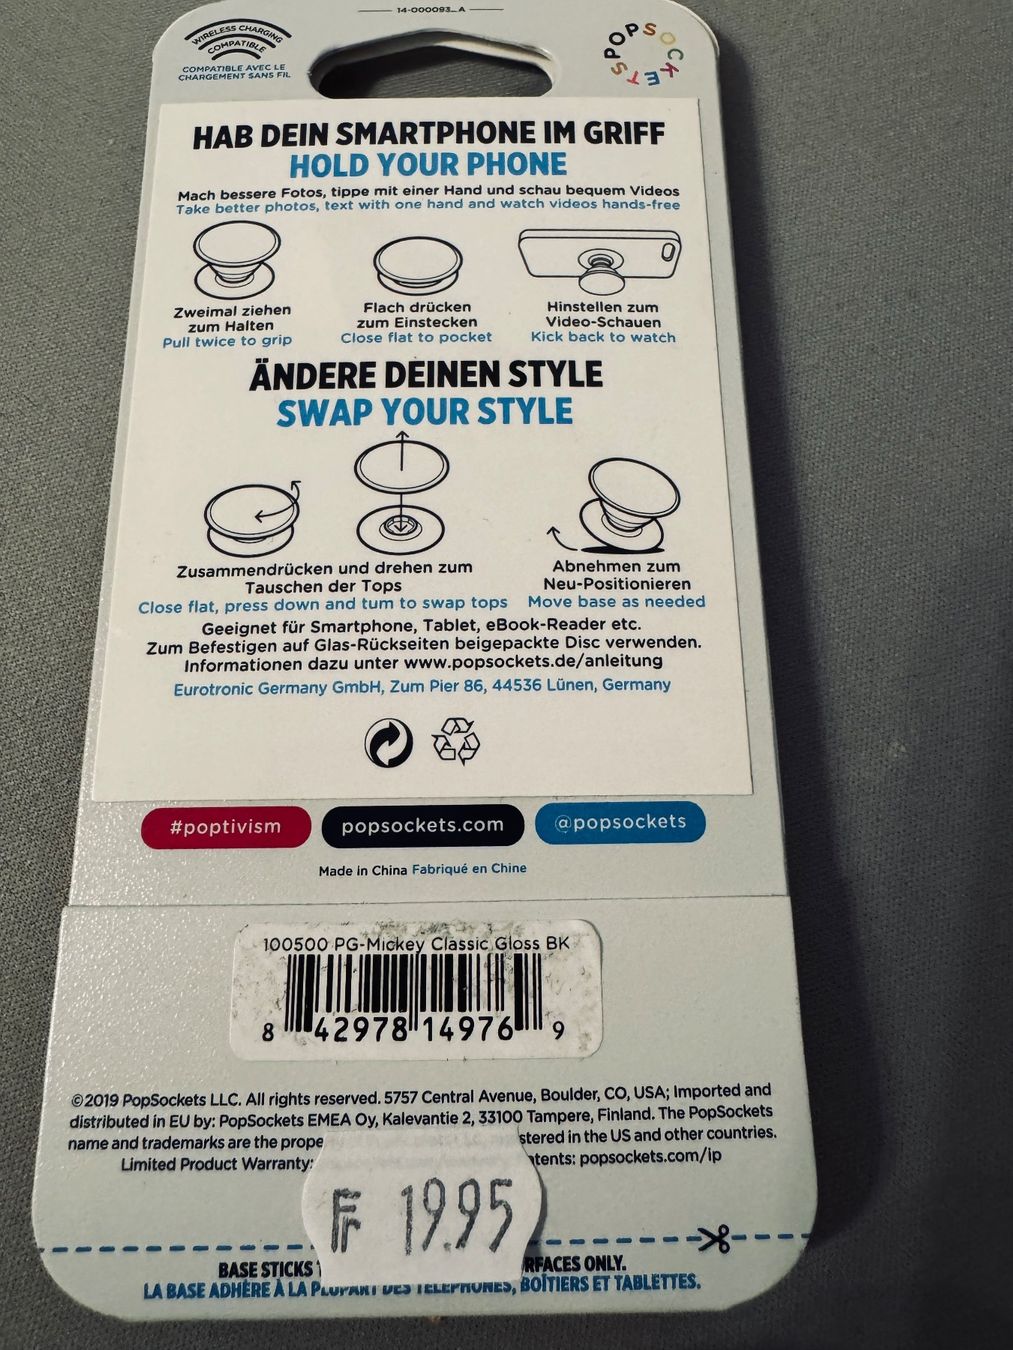 14-000093_A
WIRELESS CHARGING
COMPATIBLE
COMPATIBLE AVEC LE
CHARGEMENT SANS FIL
POPSOCKETS
HAB DEIN SMARTPHONE IM GRIFF
HOLD YOUR PHONE
Mach bessere Fotos, tippe mit einer Hand und schau bequem Videos
Take better photos, text with one hand and watch videos hands-free
Zweimal ziehen
zum Halten
Pull twice to grip
Flach drücken
zum Einstecken
Close flat to pocket
Hinstellen zum
Video-Schauen
Kick back to watch
ÄNDERE DEINEN STYLE
SWAP YOUR STYLE
Zusammendrücken und drehen zum
Tauschen der Tops
Close flat, press down and turn to swap tops
Abnehmen zum
Neu-Positionieren
Move base as needed
Geeignet für Smartphone, Tablet, eBook-Reader etc.
Zum Befestigen auf Glas-Rückseiten beigepackte Disc verwenden.
Informationen dazu unter www.popsockets.de/anleitung
Eurotronic Germany GmbH, Zum Pier 86, 44536 Lünen, Germany
#poptivism
popsockets.com
@popsockets
Made in China Fabriqué en Chine
100500 PG-Mickey Classic Gloss BK
8 42978 14976 9
©2019 PopSockets LLC. All rights reserved. 5757 Central Avenue, Boulder, CO, USA; Imported and
distributed in EU by: PopSockets EMEA Oy, Kalevantie 2, 33100 Tampere, Finland. The PopSockets
name and trademarks are the in the US and other countries.
Limited Product Warranty: popsockets.com/ip
Fr 19.95
BASE STICKS ONLY.
LA BASE ADHÈRE À LA PLUPART DES TÉLÉPHONES, BOÎTIERS ET TABLETTES.